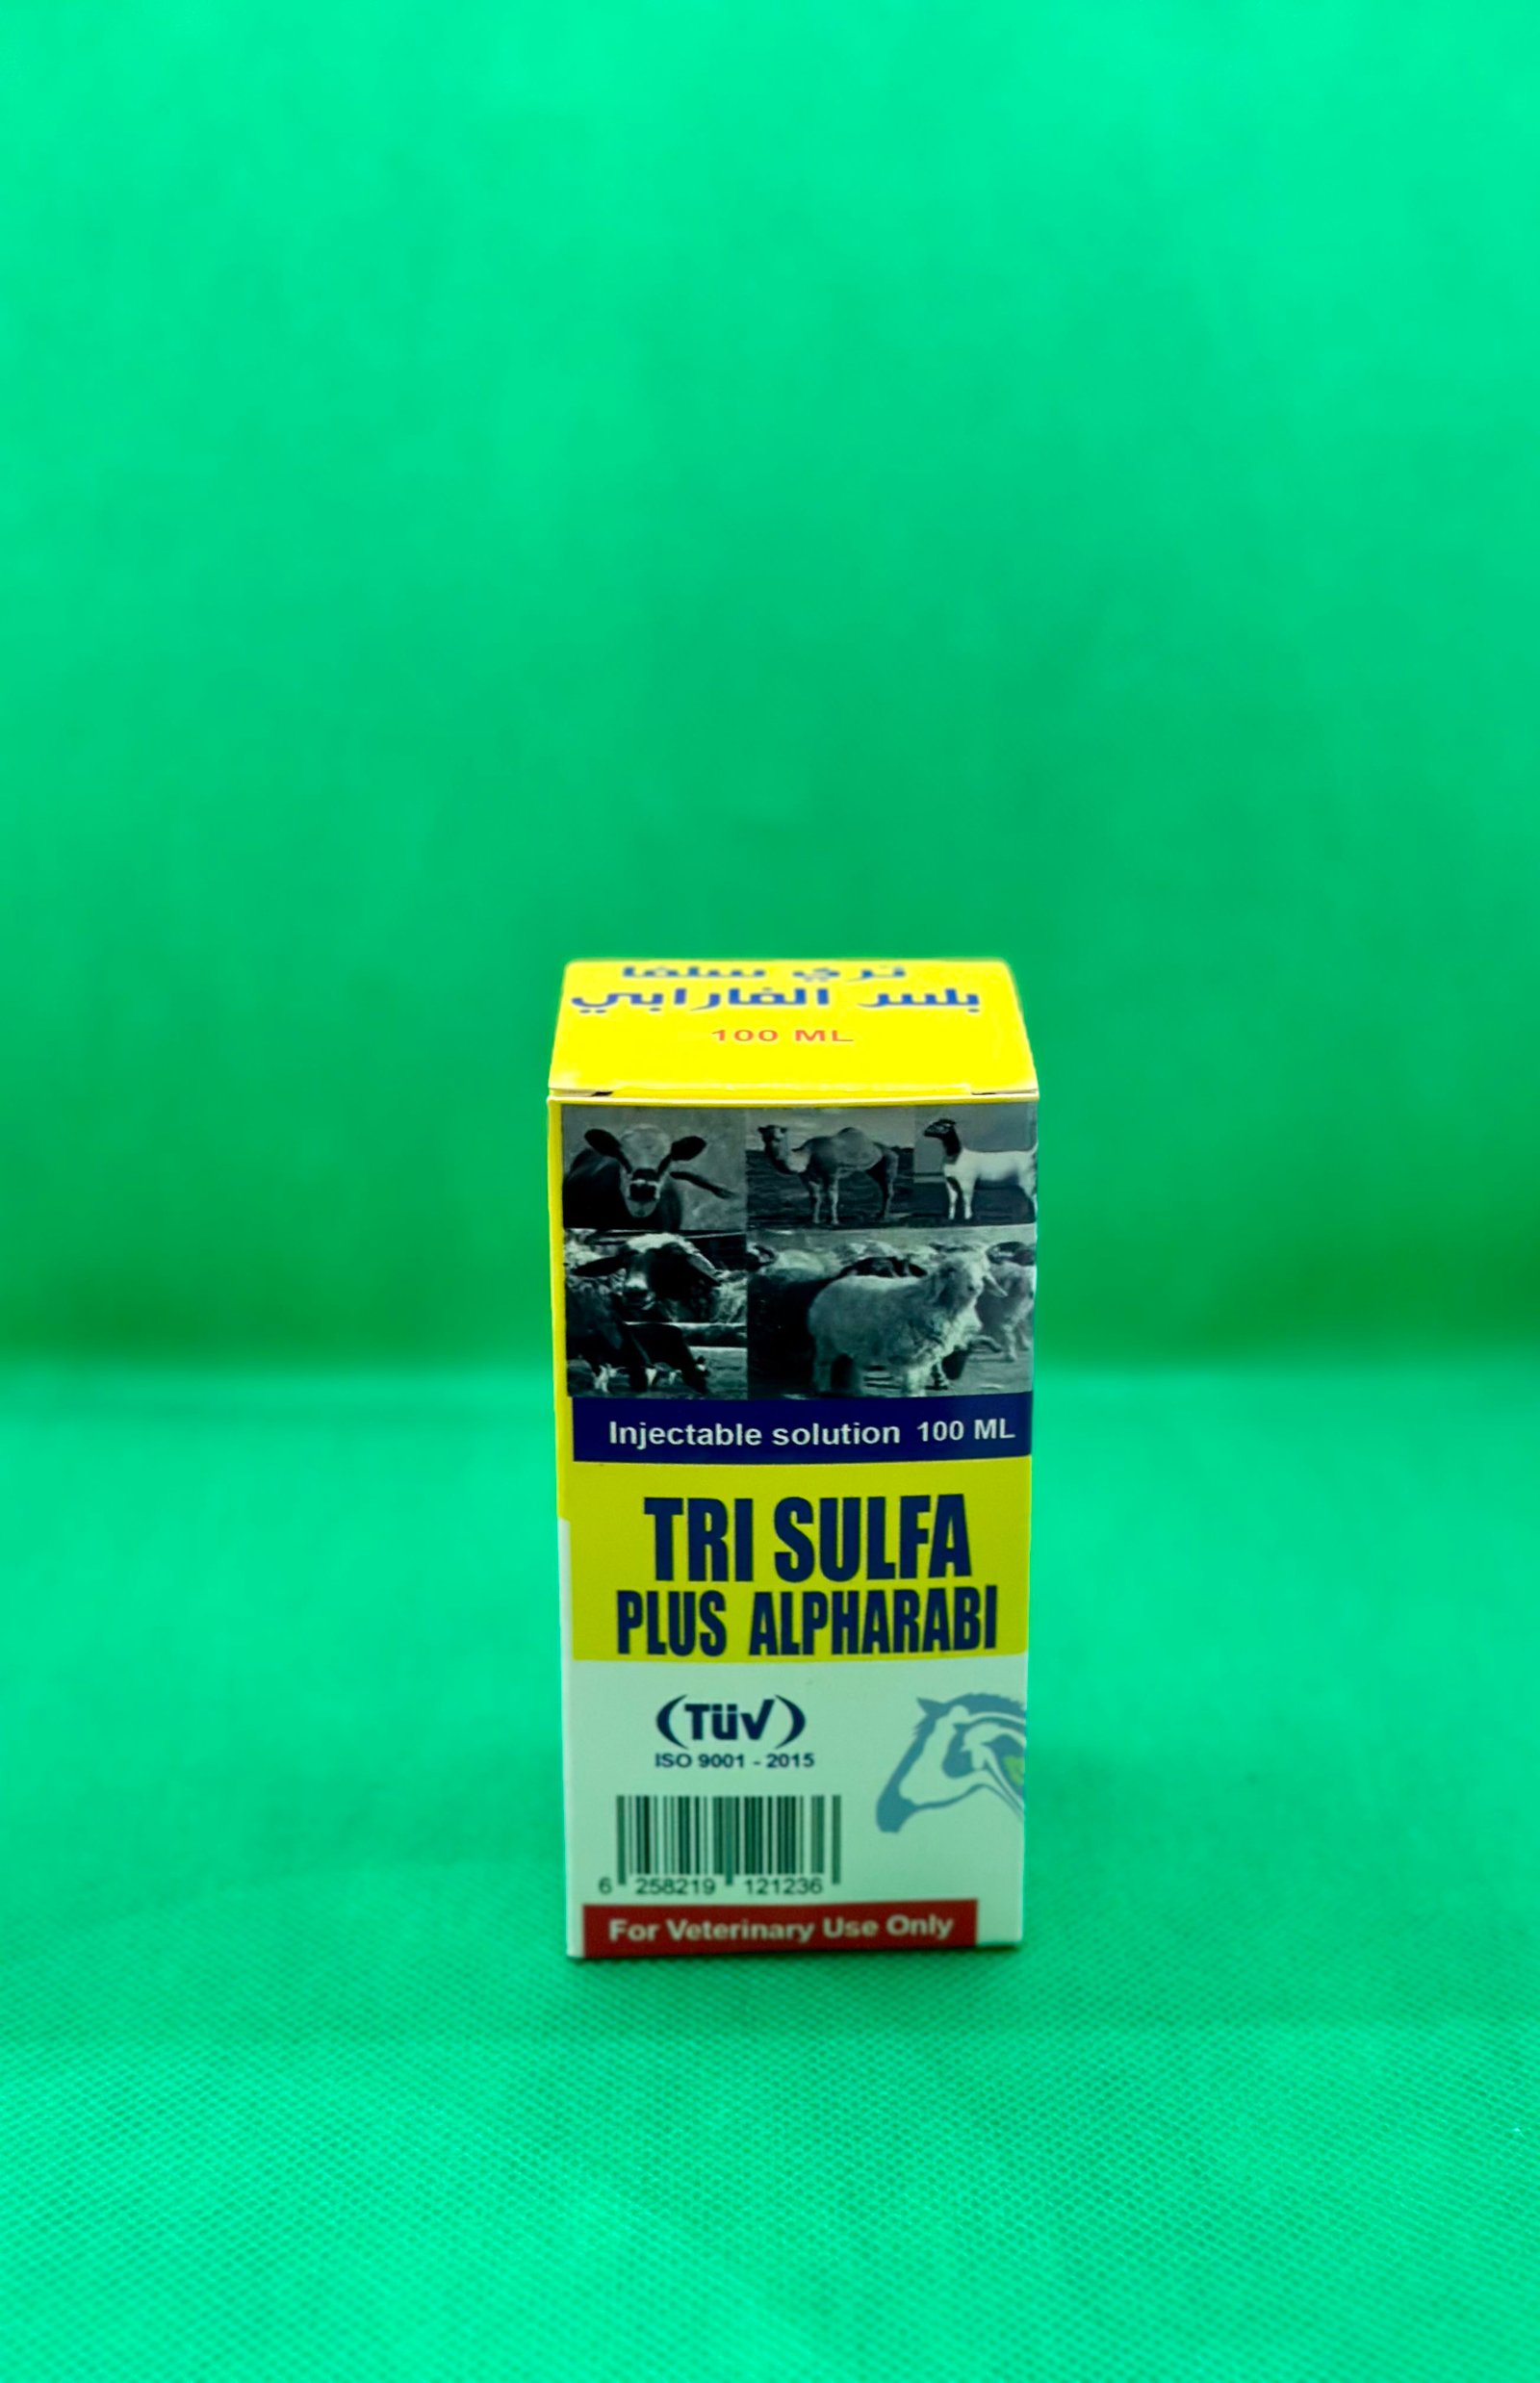 تري سلفا
بلس الفارابي
100 ML
Injectable solution 100 ML
TRI SULFA
PLUS ALPHARABI
(TÜV)
ISO 9001 - 2015
6 258219 121236
For Veterinary Use Only